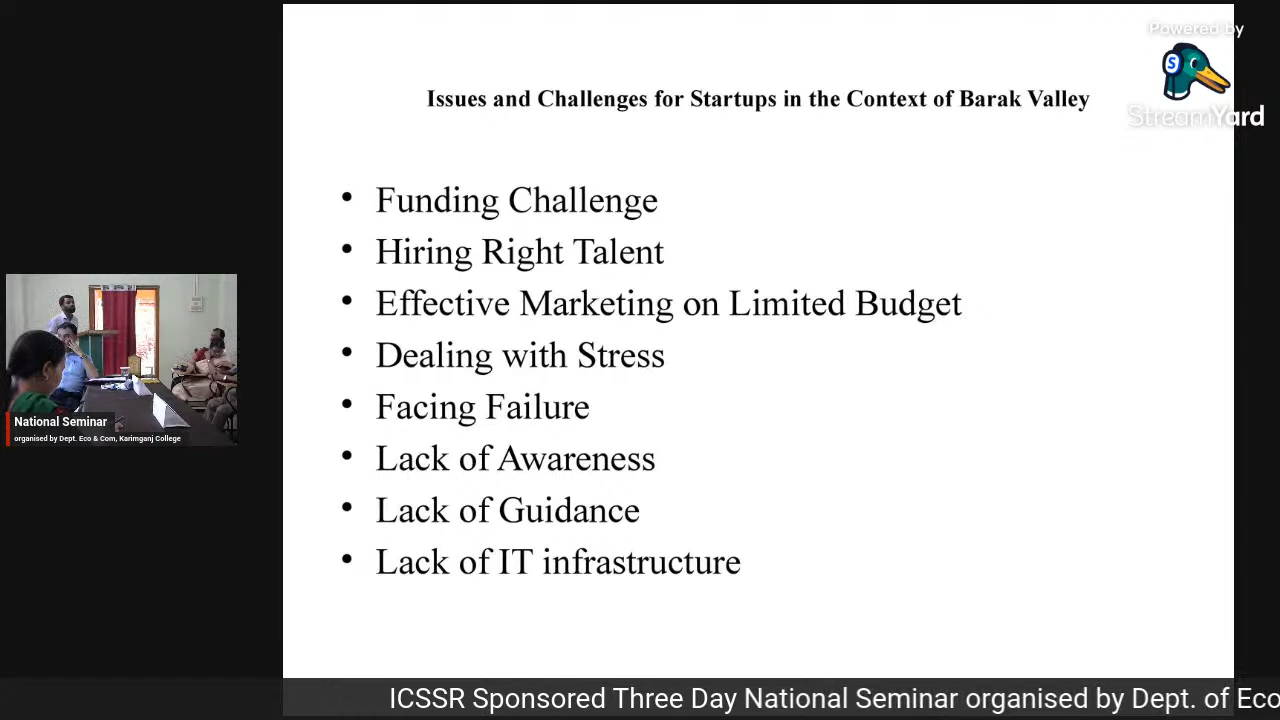 Powered by
StreamYard
Issues and Challenges for Startups in the Context of Barak Valley
• Funding Challenge
• Hiring Right Talent
• Effective Marketing on Limited Budget
• Dealing with Stress
• Facing Failure
• Lack of Awareness
• Lack of Guidance
• Lack of IT infrastructure
National Seminar
organised by Dept. Eco & Com, Karimganj College
ICSSR Sponsored Three Day National Seminar organised by Dept. of Eco